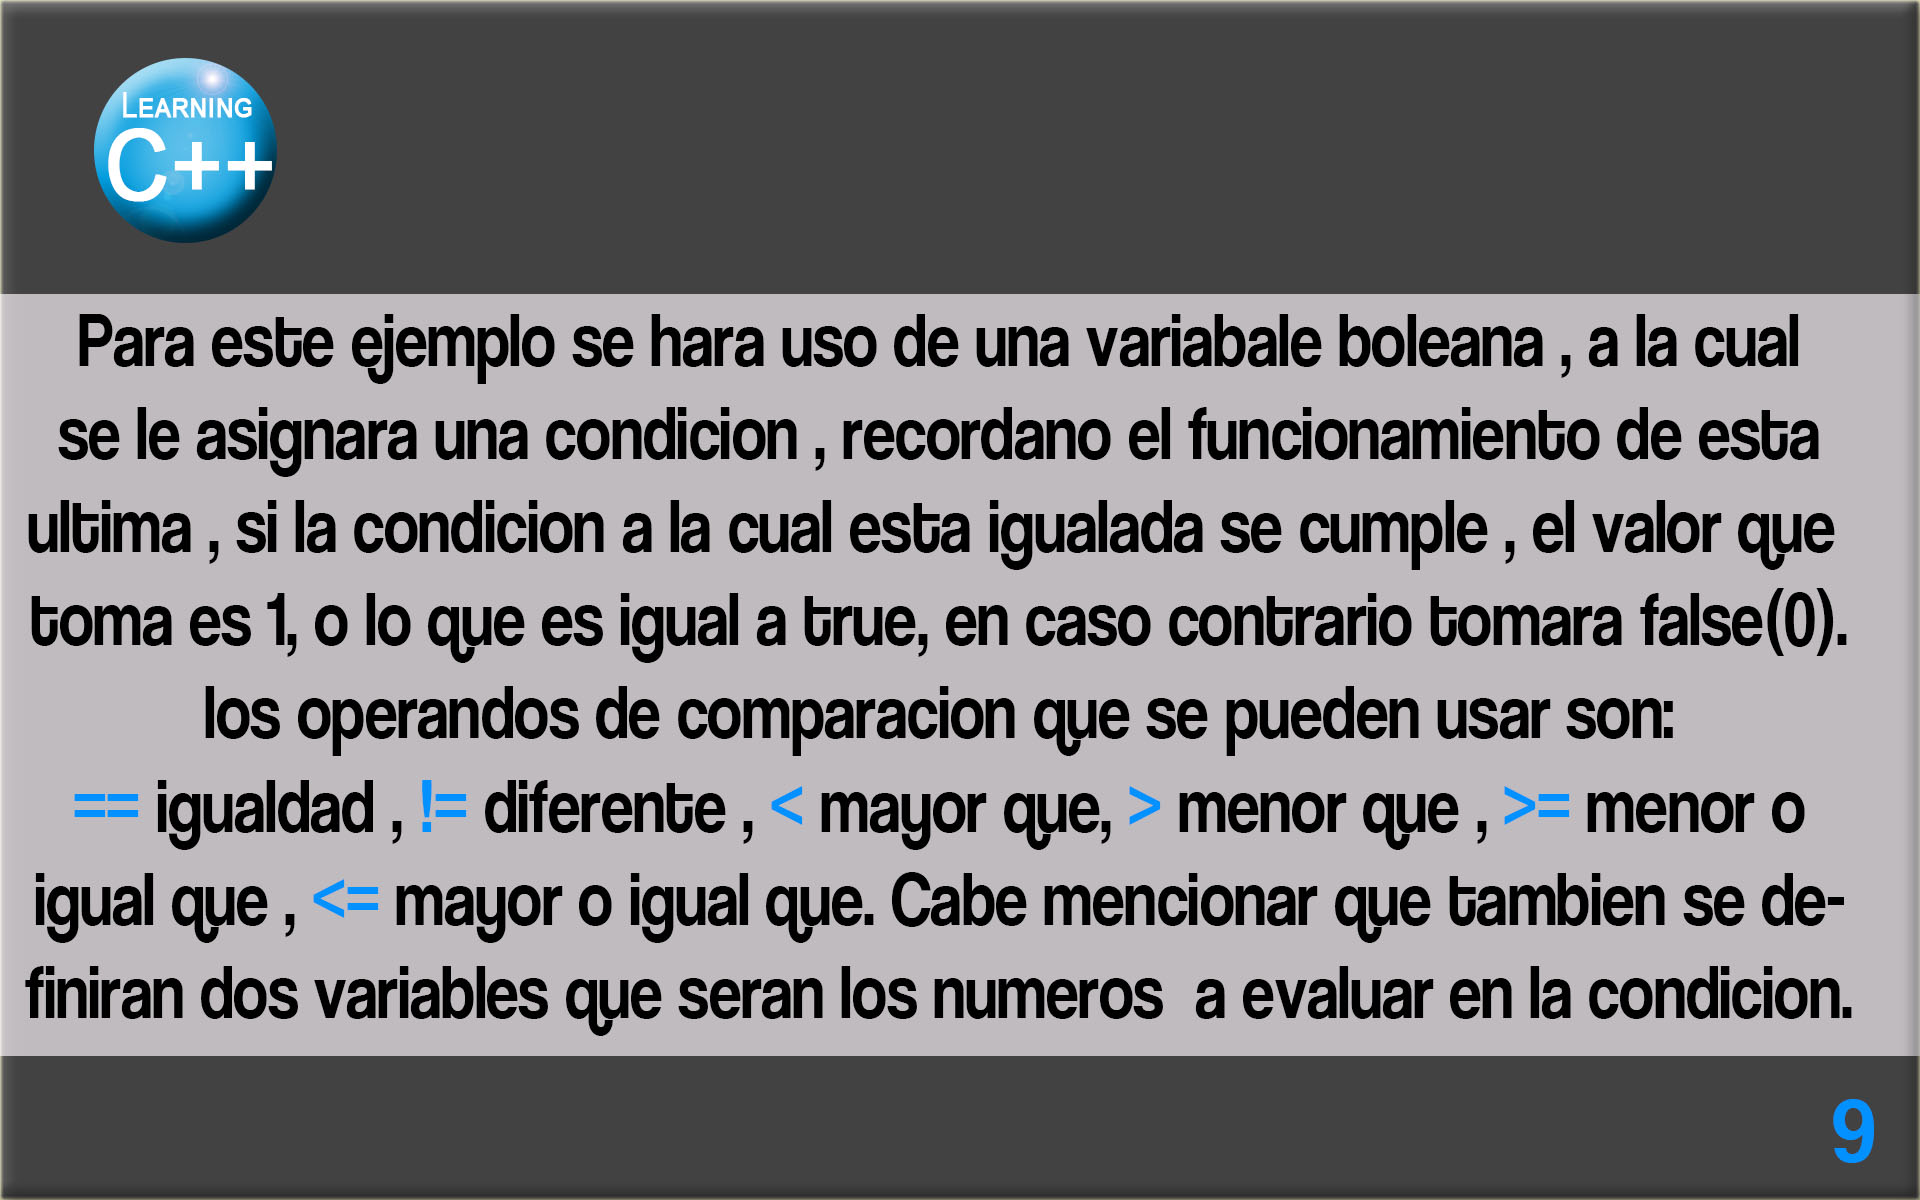 LEARNING
C++
Para este ejemplo se hara uso de una variabale boleana , a la cual
se le asignara una condicion , recordano el funcionamiento de esta
ultima , si la condicion a la cual esta igualada se cumple , el valor que
toma es 1, o lo que es igual a true, en caso contrario tomara false(0).
los operandos de comparacion que se pueden usar son:
== igualdad , != diferente , < mayor que, > menor que , >= menor o
igual que , <= mayor o igual que. Cabe mencionar que tambien se de-
finiran dos variables que seran los numeros  a evaluar en la condicion.
9